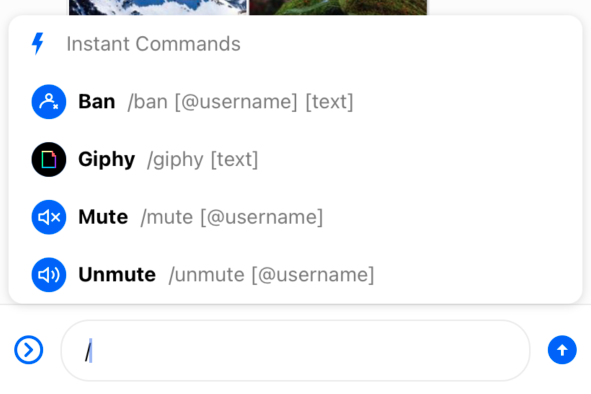 Instant Commands
Ban /ban [@username] [text]
Giphy /giphy [text]
Mute /mute [@username]
Unmute /unmute [@username]
/